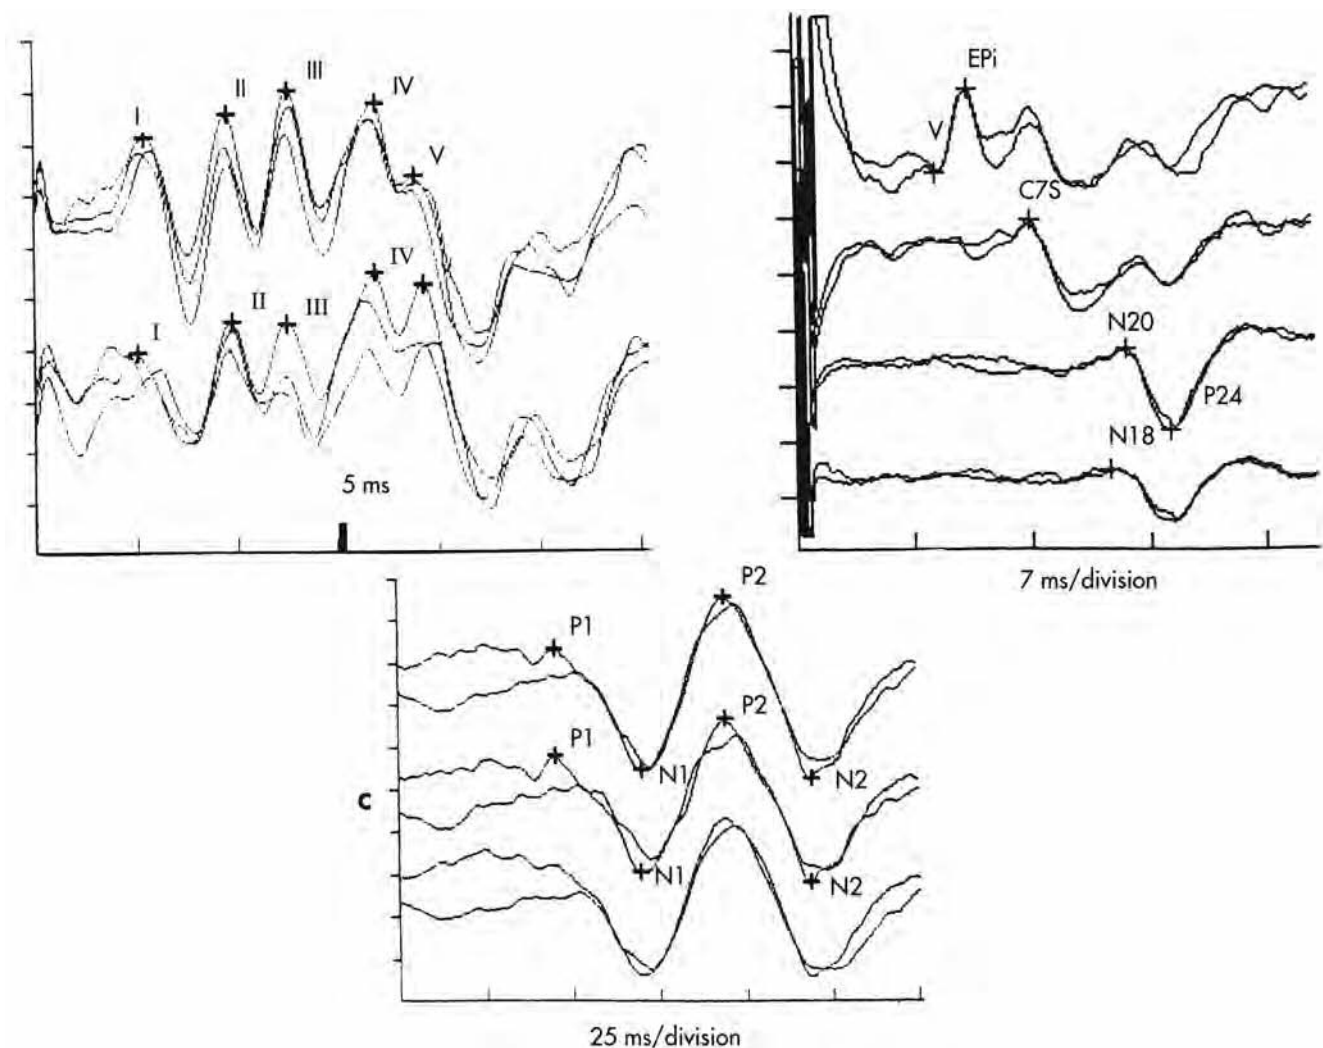 I
II
III
IV
V
I
II
III
IV
5 ms
EPi
V
C7S
N20
P24
N18
7 ms/division
P1
P2
N1
N2
P1
P2
N1
N2
C
25 ms/division